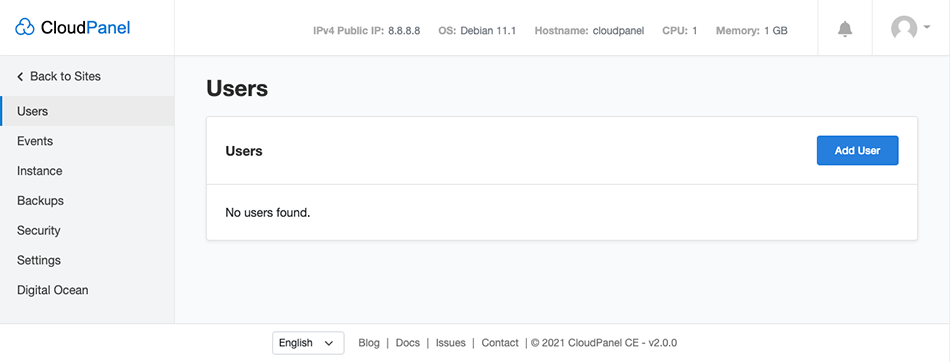 CloudPanel
IPv4 Public IP: 8.8.8.8 OS: Debian 11.1 Hostname: cloudpanel CPU: 1 Memory: 1 GB
Back to Sites
Users
Events
Instance
Backups
Security
Settings
Digital Ocean
Users
Users
Add User
No users found.
English
Blog | Docs | Issues | Contact | © 2021 CloudPanel CE - v2.0.0